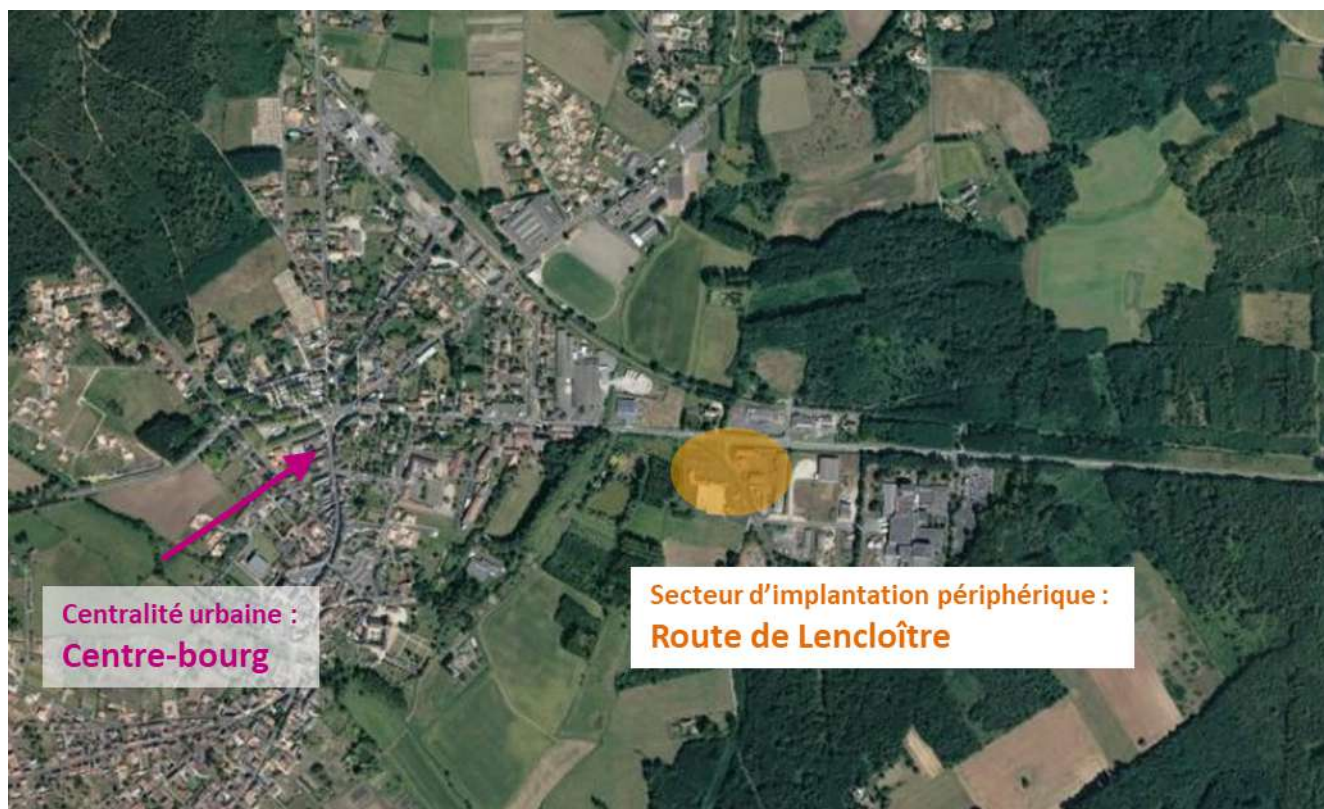 Centralité urbaine :
Centre-bourg
Secteur d’implantation périphérique :
Route de Lencloître